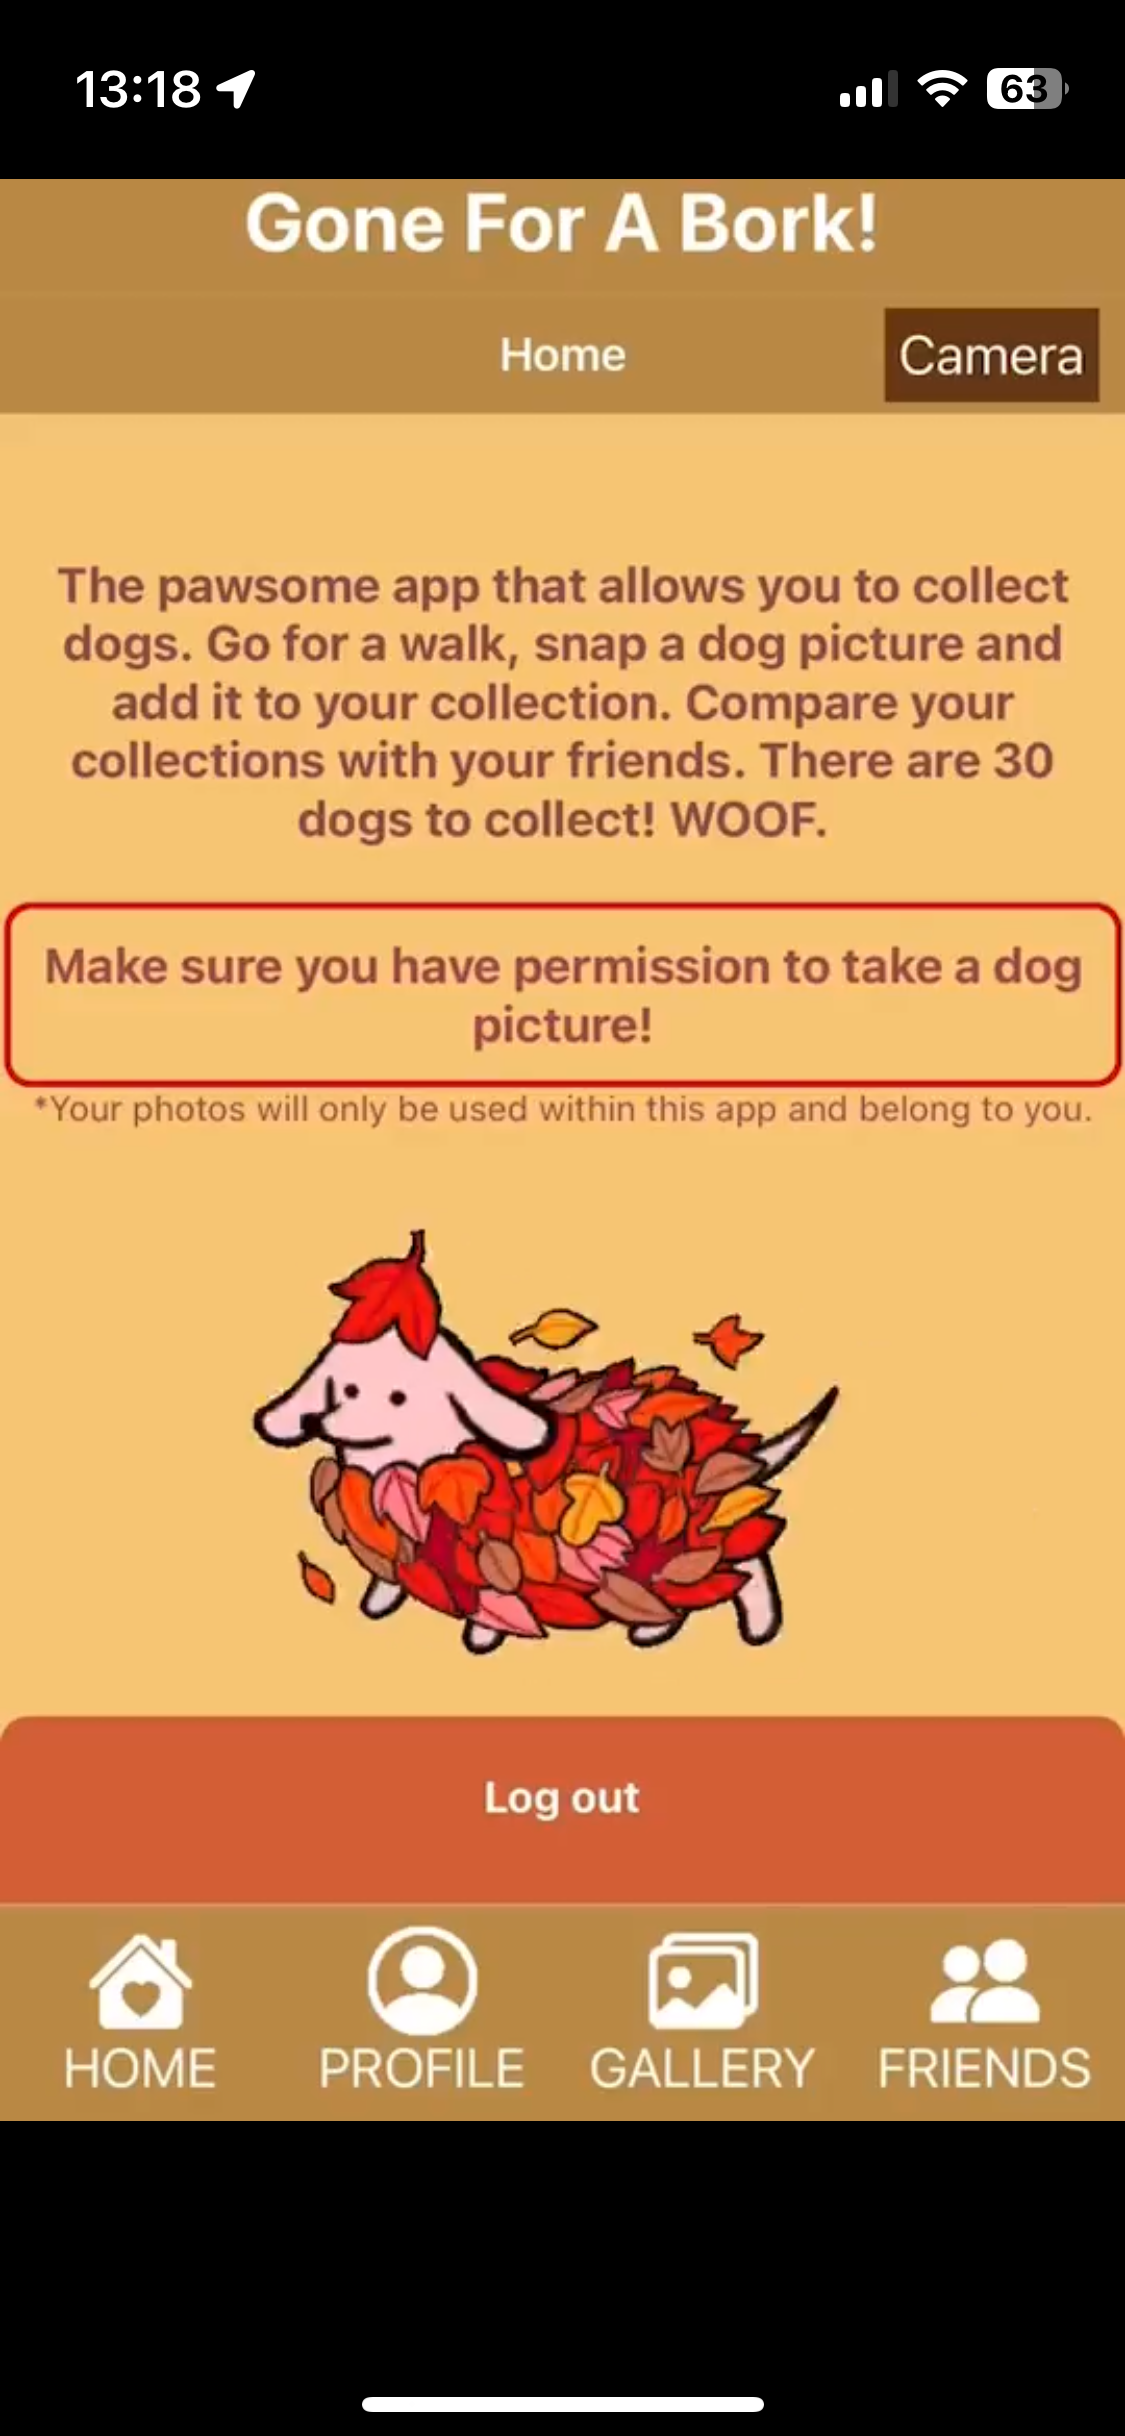 13:18
63
Gone For A Bork!
Home
Camera
The pawsome app that allows you to collect
dogs. Go for a walk, snap a dog picture and
add it to your collection. Compare your
collections with your friends. There are 30
dogs to collect! WOOF.
Make sure you have permission to take a dog
picture!
*Your photos will only be used within this app and belong to you.
Log out
HOME
PROFILE
GALLERY
FRIENDS